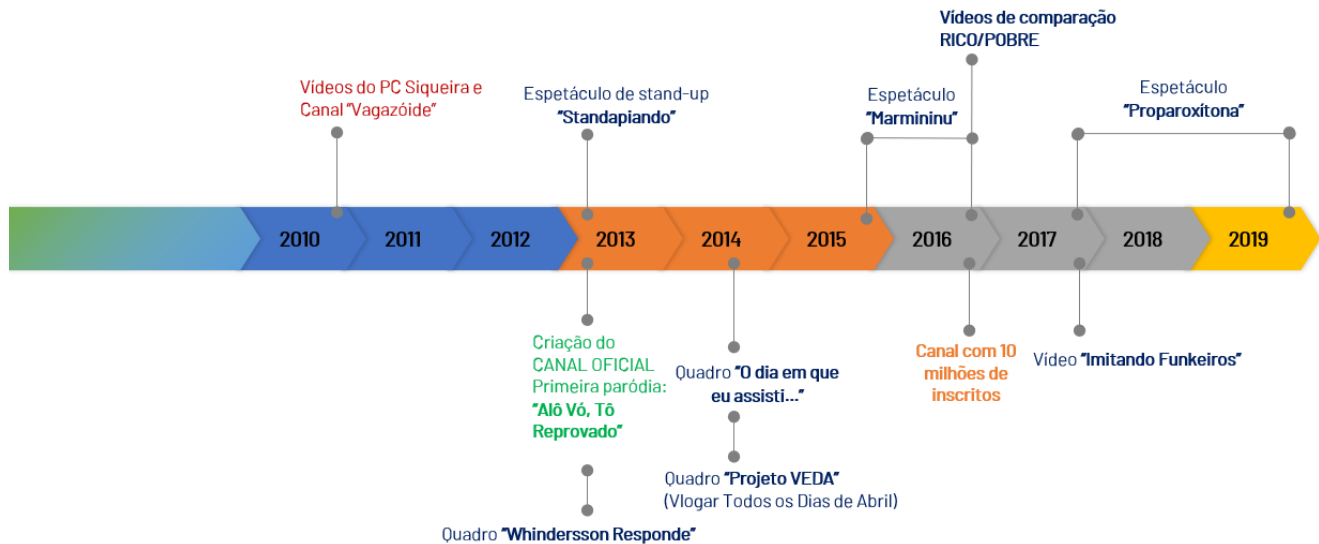 Vídeos de comparação
RICO/POBRE
Vídeos do PC Siqueira e
Canal "Vagazóide"
Espetáculo de stand-up
"Standapiando"
Espetáculo
"Marmininu"
Espetáculo
"Proparoxítona"
2010
2011
2012
2013
2014
2015
2016
2017
2018
2019
Criação do
CANAL OFICIAL
Primeira paródia:
"Alô Vó, Tô
Reprovado"
Quadro "Whindersson Responde"
Quadro "O dia em que
eu assisti..."
Quadro "Projeto VEDA"
(Vlogar Todos os Dias de Abril)
Canal com 10
milhões de
inscritos
Vídeo "Imitando Funkeiros"